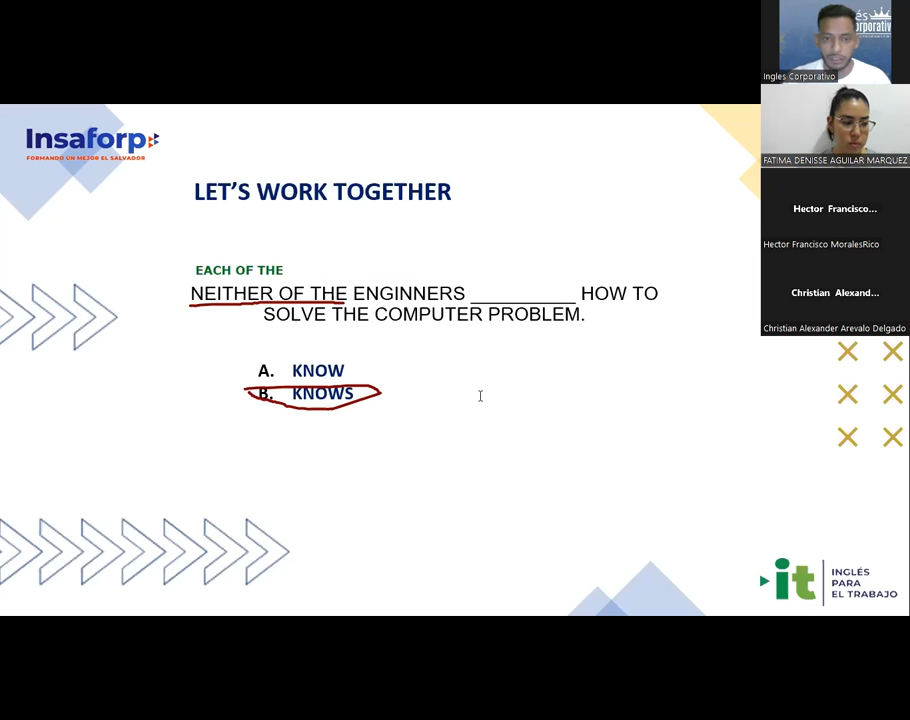 és
orporativ
Ingles Corporativo
FATIMA DENISSE AGUILAR MARQUEZ
Hector Francisco...
Hector Francisco MoralesRico
Christian Alexand...
Christian Alexander Arevalo Delgado
Insaforp
FORMANDO UN MEJOR EL SALVADOR
LET'S WORK TOGETHER
EACH OF THE
NEITHER OF THE ENGINNERS __________ HOW TO
SOLVE THE COMPUTER PROBLEM.
A. KNOW
B. KNOWS
it
INGLÉS
PARA
EL TRABAJO